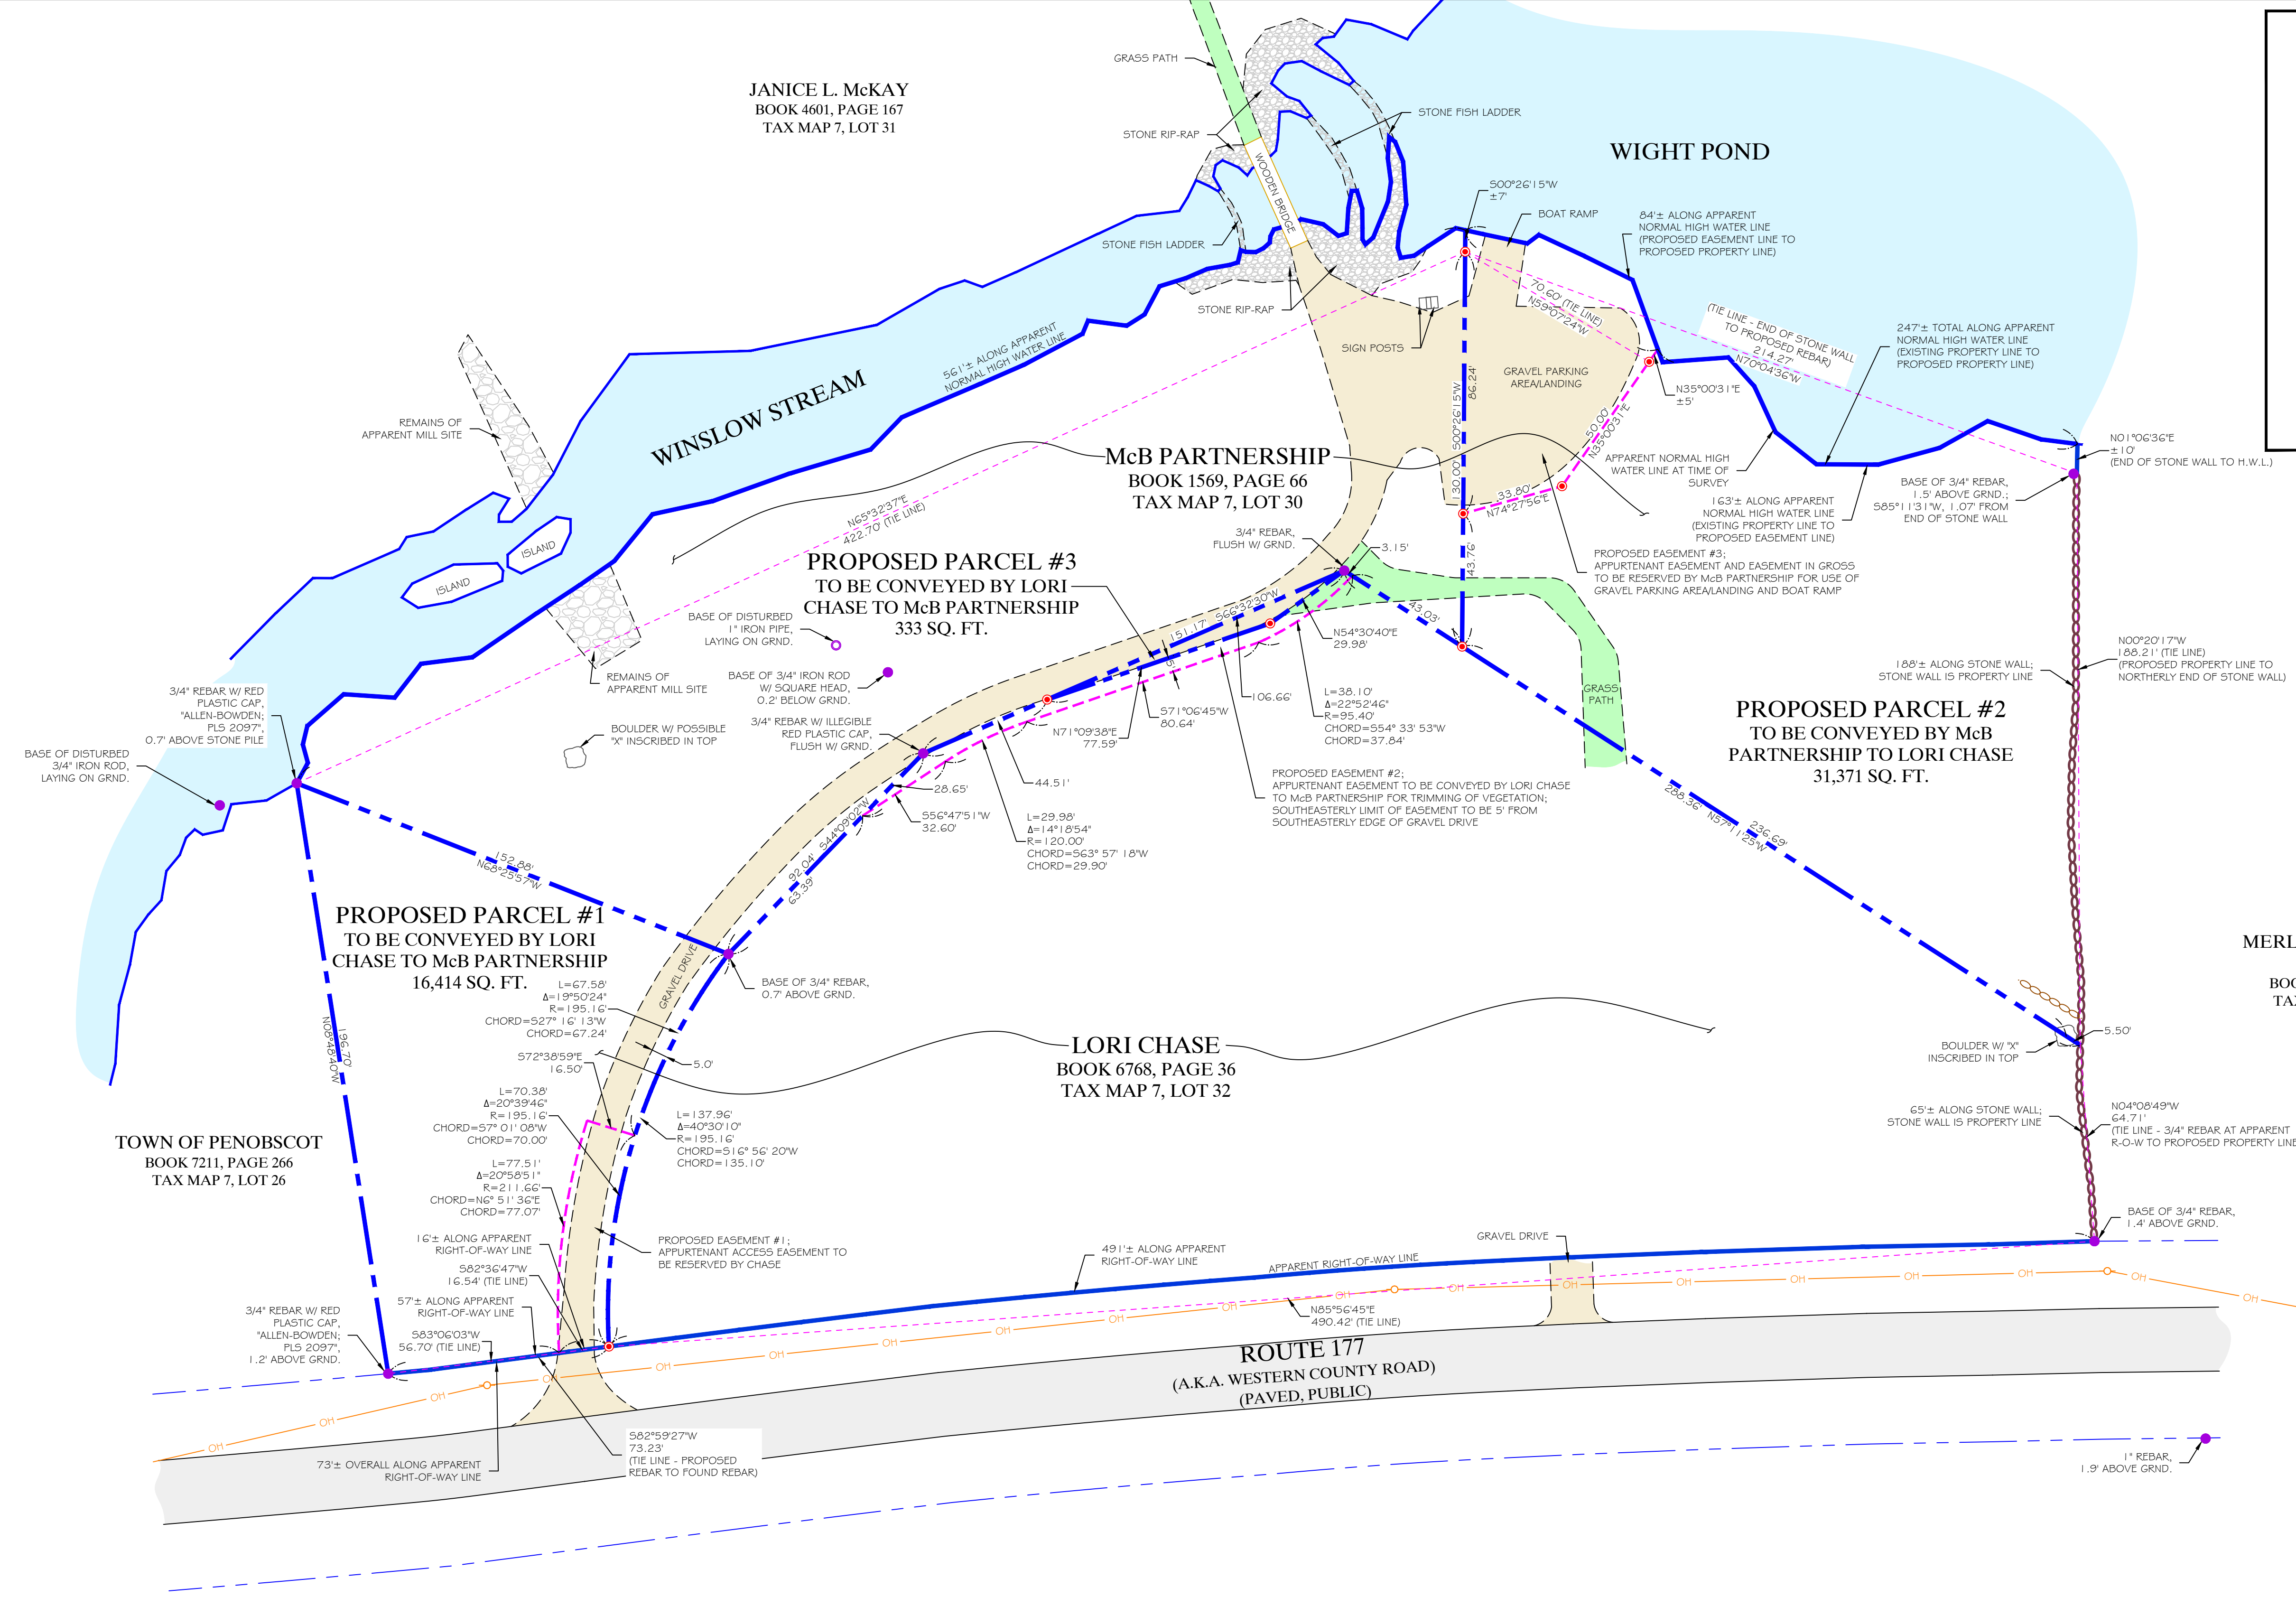 GRASS PATH
JANICE L. McKAY
BOOK 4601, PAGE 167
TAX MAP 7, LOT 31
STONE RIP-RAP
STONE FISH LADDER
WOODEN BRIDGE
STONE FISH LADDER
STONE RIP-RAP
WIGHT POND
S00°26'15"W
±7'
BOAT RAMP
84'± ALONG APPARENT
NORMAL HIGH WATER LINE
(PROPOSED EASEMENT LINE TO
PROPOSED PROPERTY LINE)
70.60' (TIE LINE)
N59°07'24"W
(TIE LINE - END OF STONE WALL
TO PROPOSED REBAR)
214.27'
N70°04'36"W
247'± TOTAL ALONG APPARENT
NORMAL HIGH WATER LINE
(EXISTING PROPERTY LINE TO
PROPOSED PROPERTY LINE)
SIGN POSTS
GRAVEL PARKING
AREA/LANDING
N35°00'31"E
±5'
50.00'
N35°00'31"E
130.00' S00°26'15"W
86.24'
561'± ALONG APPARENT
NORMAL HIGH WATER LINE
WINSLOW STREAM
REMAINS OF
APPARENT MILL SITE
McB PARTNERSHIP
BOOK 1569, PAGE 66
TAX MAP 7, LOT 30
APPARENT NORMAL HIGH
WATER LINE AT TIME OF
SURVEY
N01°06'36"E
±10'
(END OF STONE WALL TO H.W.L.)
BASE OF 3/4" REBAR,
1.5' ABOVE GRND.;
S85°11'31"W, 1.07' FROM
END OF STONE WALL
163'± ALONG APPARENT
NORMAL HIGH WATER LINE
(EXISTING PROPERTY LINE TO
PROPOSED EASEMENT LINE)
33.80'
N74°27'56"E
N65°32'37"E
422.70' (TIE LINE)
3/4" REBAR,
FLUSH W/ GRND.
3.15'
43.76'
PROPOSED EASEMENT #3;
APPURTENANT EASEMENT AND EASEMENT IN GROSS
TO BE RESERVED BY McB PARTNERSHIP FOR USE OF
GRAVEL PARKING AREA/LANDING AND BOAT RAMP
ISLAND
ISLAND
PROPOSED PARCEL #3
TO BE CONVEYED BY LORI
CHASE TO McB PARTNERSHIP
333 SQ. FT.
BASE OF DISTURBED
1" IRON PIPE,
LAYING ON GRND.
151.17' S66°32'30"W
43.03'
N54°30'40"E
29.98'
N00°20'17"W
188.21' (TIE LINE)
(PROPOSED PROPERTY LINE TO
NORTHERLY END OF STONE WALL)
188'± ALONG STONE WALL;
STONE WALL IS PROPERTY LINE
REMAINS OF
APPARENT MILL SITE
BASE OF 3/4" IRON ROD
W/ SQUARE HEAD,
0.2' BELOW GRND.
5'
106.66'
L=38.10'
Δ=22°52'46"
R=95.40'
CHORD=S54° 33' 53"W
CHORD=37.84'
GRASS
PATH
3/4" REBAR W/ RED
PLASTIC CAP,
"ALLEN-BOWDEN;
PLS 2097",
0.7' ABOVE STONE PILE
S71°06'45"W
80.64'
N71°09'38"E
77.59'
PROPOSED PARCEL #2
TO BE CONVEYED BY McB
PARTNERSHIP TO LORI CHASE
31,371 SQ. FT.
BOULDER W/ POSSIBLE
"X" INSCRIBED IN TOP
3/4" REBAR W/ ILLEGIBLE
RED PLASTIC CAP,
FLUSH W/ GRND.
BASE OF DISTURBED
3/4" IRON ROD,
LAYING ON GRND.
28.65'
44.51'
PROPOSED EASEMENT #2;
APPURTENANT EASEMENT TO BE CONVEYED BY LORI CHASE
TO McB PARTNERSHIP FOR TRIMMING OF VEGETATION;
SOUTHEASTERLY LIMIT OF EASEMENT TO BE 5' FROM
SOUTHEASTERLY EDGE OF GRAVEL DRIVE
S56°47'51"W
32.60'
L=29.98'
Δ=14°18'54"
R=120.00'
CHORD=S63° 57' 18"W
CHORD=29.90'
92.04' S44°09'02"W
63.39'
288.36'
236.69'
N57°11'25"W
152.88'
N68°25'57"W
PROPOSED PARCEL #1
TO BE CONVEYED BY LORI
CHASE TO McB PARTNERSHIP
16,414 SQ. FT.
GRAVEL DRIVE
BASE OF 3/4" REBAR,
0.7' ABOVE GRND.
MERL
BOO
TA
L=67.58'
Δ=19°50'24"
R=195.16'
CHORD=S27° 16' 13"W
CHORD=67.24'
196.70'
N08°48'40"W
S72°38'59"E
16.50'
5.0'
LORI CHASE
BOOK 6768, PAGE 36
TAX MAP 7, LOT 32
5.50'
BOULDER W/ "X"
INSCRIBED IN TOP
L=70.38'
Δ=20°39'46"
R=195.16'
CHORD=S7° 01' 08"W
CHORD=70.00'
L=137.96'
Δ=40°30'10"
R=195.16'
CHORD=S16° 56' 20"W
CHORD=135.10'
65'± ALONG STONE WALL;
STONE WALL IS PROPERTY LINE
N04°08'49"W
64.71'
(TIE LINE - 3/4" REBAR AT APPARENT
R-O-W TO PROPOSED PROPERTY LINE
TOWN OF PENOBSCOT
BOOK 7211, PAGE 266
TAX MAP 7, LOT 26
L=77.51'
Δ=20°58'51"
R=211.66'
CHORD=N6° 51' 36"E
CHORD=77.07'
16'± ALONG APPARENT
RIGHT-OF-WAY LINE
PROPOSED EASEMENT #1;
APPURTENANT ACCESS EASEMENT TO
BE RESERVED BY CHASE
491'± ALONG APPARENT
RIGHT-OF-WAY LINE
APPARENT RIGHT-OF-WAY LINE
GRAVEL DRIVE
BASE OF 3/4" REBAR,
1.4' ABOVE GRND.
S82°36'47"W
16.54' (TIE LINE)
57'± ALONG APPARENT
RIGHT-OF-WAY LINE
3/4" REBAR W/ RED
PLASTIC CAP,
"ALLEN-BOWDEN;
PLS 2097",
1.2' ABOVE GRND.
S83°06'03"W
56.70' (TIE LINE)
N85°56'45"E
490.42' (TIE LINE)
OH OH OH OH OH OH OH OH OH OH OH OH OH OH OH OH OH
ROUTE 177
(A.K.A. WESTERN COUNTY ROAD)
(PAVED, PUBLIC)
S82°59'27"W
73.23'
(TIE LINE - PROPOSED
REBAR TO FOUND REBAR)
73'± OVERALL ALONG APPARENT
RIGHT-OF-WAY LINE
1" REBAR,
1.9' ABOVE GRND.